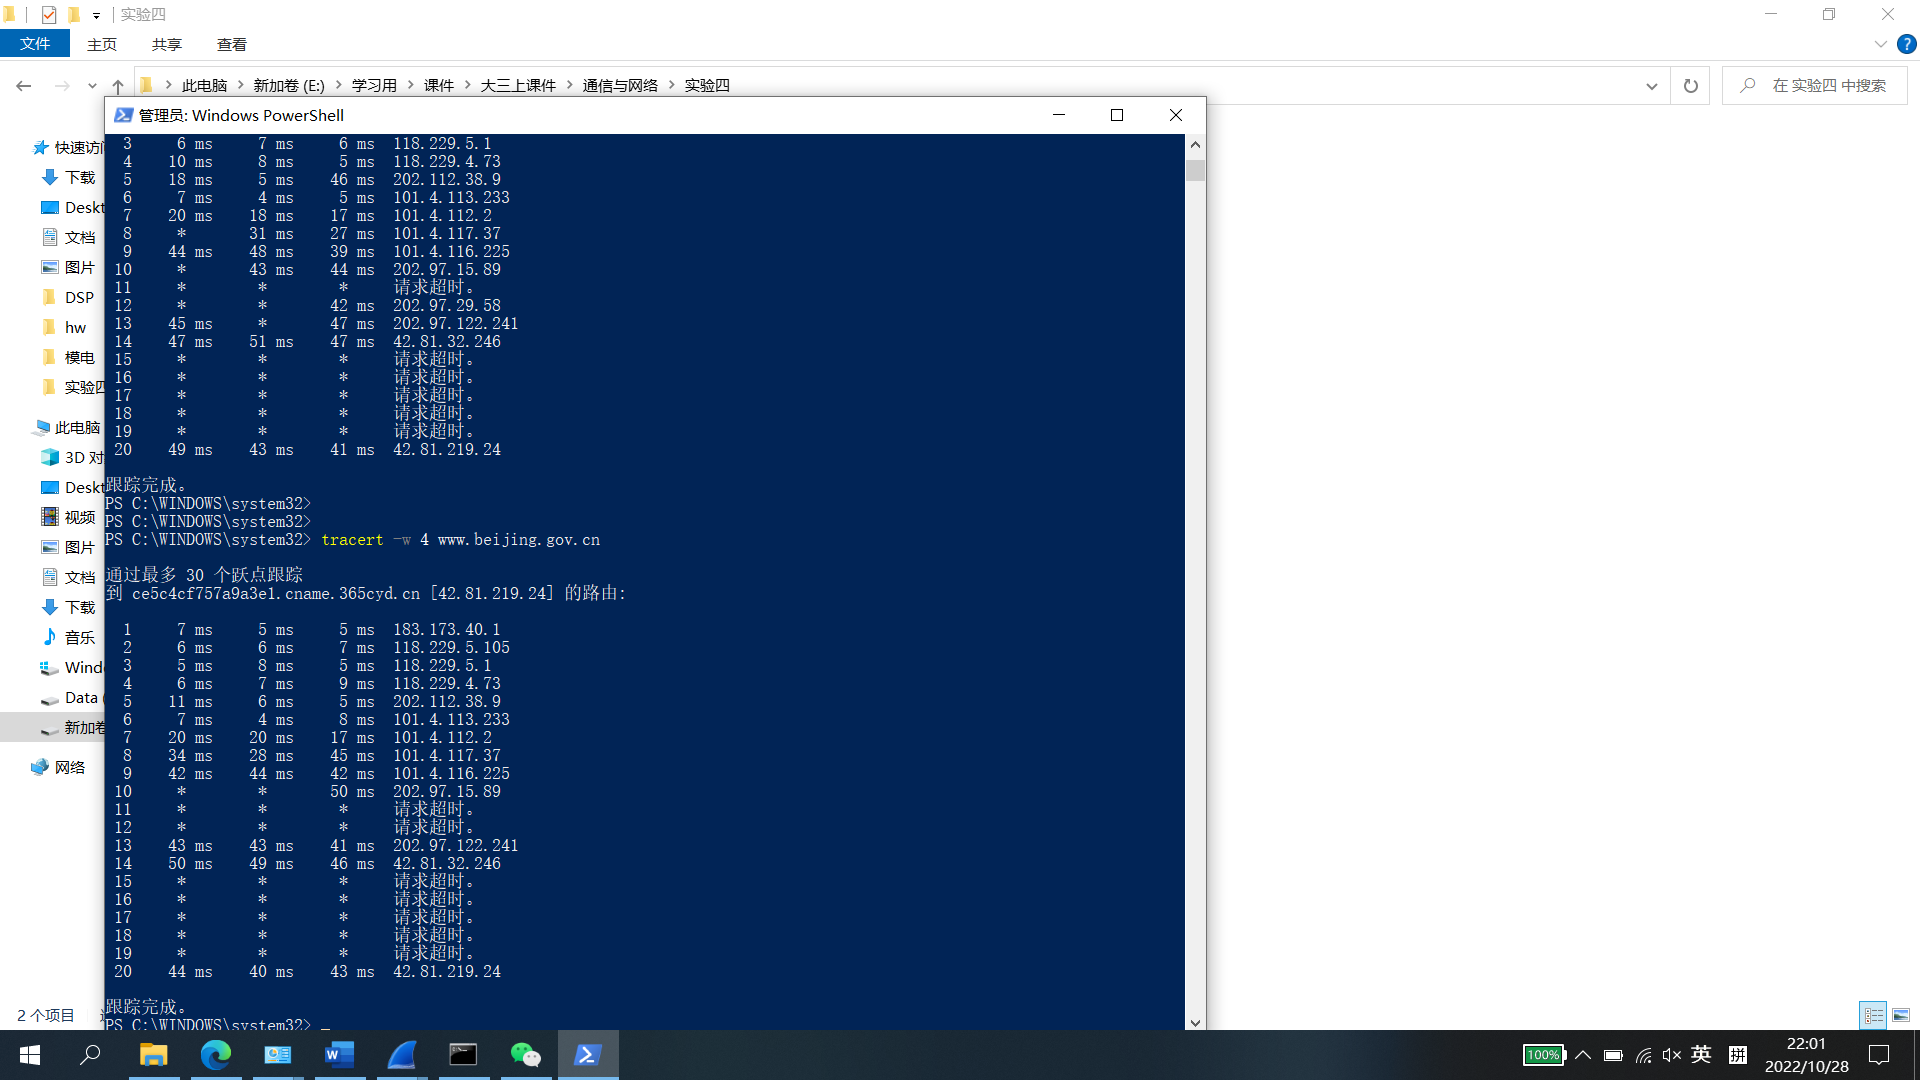 实验四
文件 主页 共享 查看
此电脑 新加卷 (E:) 学习用 课件 大三上课件 通信与网络 实验四
在 实验四 中搜索
管理员: Windows PowerShell
快速访
下载
Deskt
文档
图片
DSP
hw
模电
实验四
此电脑
3D 对
Deskt
视频
图片
文档
下载
音乐
Wind
Data (
新加卷
网络
3 6 ms 7 ms 6 ms 118.229.5.1
4 10 ms 8 ms 5 ms 118.229.4.73
5 18 ms 5 ms 46 ms 202.112.38.9
6 7 ms 4 ms 5 ms 101.4.113.233
7 20 ms 18 ms 17 ms 101.4.112.2
8 * 31 ms 27 ms 101.4.117.37
9 44 ms 48 ms 39 ms 101.4.116.225
10 * 43 ms 44 ms 202.97.15.89
11 * * * 请求超时。
12 * * 42 ms 202.97.29.58
13 45 ms * 47 ms 202.97.122.241
14 47 ms 51 ms 47 ms 42.81.32.246
15 * * * 请求超时。
16 * * * 请求超时。
17 * * * 请求超时。
18 * * * 请求超时。
19 * * * 请求超时。
20 49 ms 43 ms 41 ms 42.81.219.24
跟踪完成。
PS C:\WINDOWS\system32>
PS C:\WINDOWS\system32>
PS C:\WINDOWS\system32> tracert -w 4 www.beijing.gov.cn
通过最多 30 个跃点跟踪
到 ce5c4cf757a9a3e1.cname.365cyd.cn [42.81.219.24] 的路由:
1 7 ms 5 ms 5 ms 183.173.40.1
2 6 ms 6 ms 7 ms 118.229.5.105
3 5 ms 8 ms 5 ms 118.229.5.1
4 6 ms 7 ms 9 ms 118.229.4.73
5 11 ms 6 ms 5 ms 202.112.38.9
6 7 ms 4 ms 8 ms 101.4.113.233
7 20 ms 20 ms 17 ms 101.4.112.2
8 34 ms 28 ms 45 ms 101.4.117.37
9 42 ms 44 ms 42 ms 101.4.116.225
10 * * 50 ms 202.97.15.89
11 * * * 请求超时。
12 * * * 请求超时。
13 43 ms 43 ms 41 ms 202.97.122.241
14 50 ms 49 ms 46 ms 42.81.32.246
15 * * * 请求超时。
16 * * * 请求超时。
17 * * * 请求超时。
18 * * * 请求超时。
19 * * * 请求超时。
20 44 ms 40 ms 43 ms 42.81.219.24
跟踪完成。
PS C:\WINDOWS\system32> _
2 个项目
100% 英 拼
22:01
2022/10/28